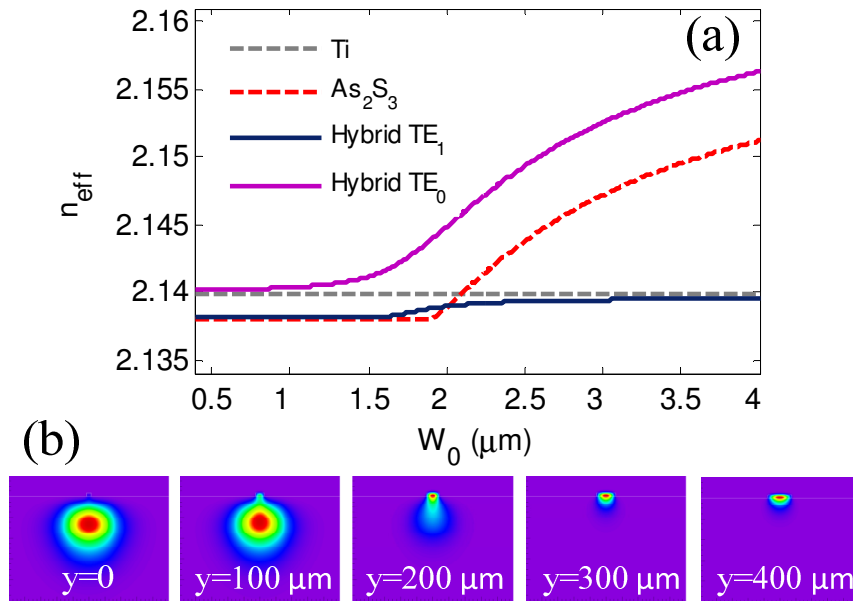 (a)
2.16
2.155
2.15
2.145
2.14
2.135
n_eff
Ti
As₂S₃
Hybrid TE₁
Hybrid TE₀
0.5 1 1.5 2 2.5 3 3.5 4
W₀ (μm)
(b)
y=0 y=100 μm y=200 μm y=300 μm y=400 μm